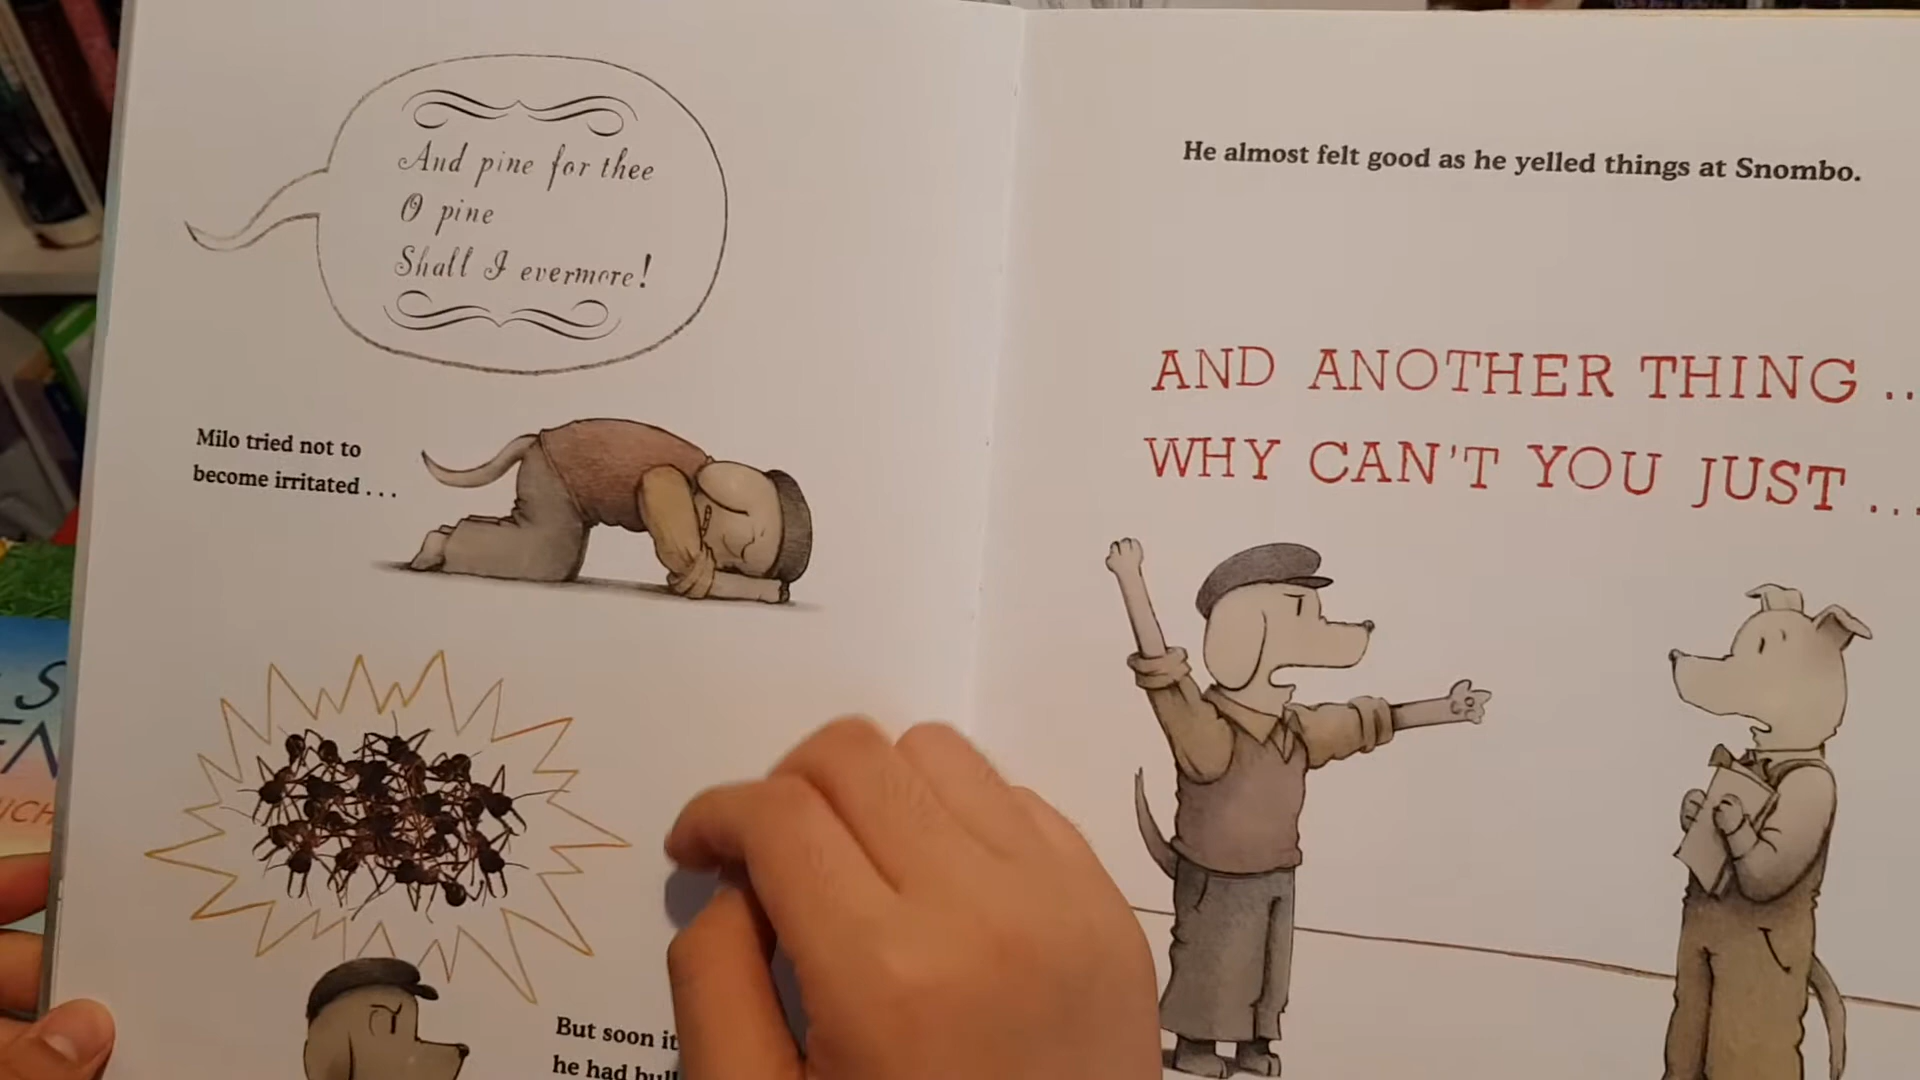 And pine for thee
O pine
Shall I evermore!
Milo tried not to
become irritated . . .
But soon it
he had bull
He almost felt good as he yelled things at Snombo.
AND ANOTHER THING ..
WHY CAN'T YOU JUST ...